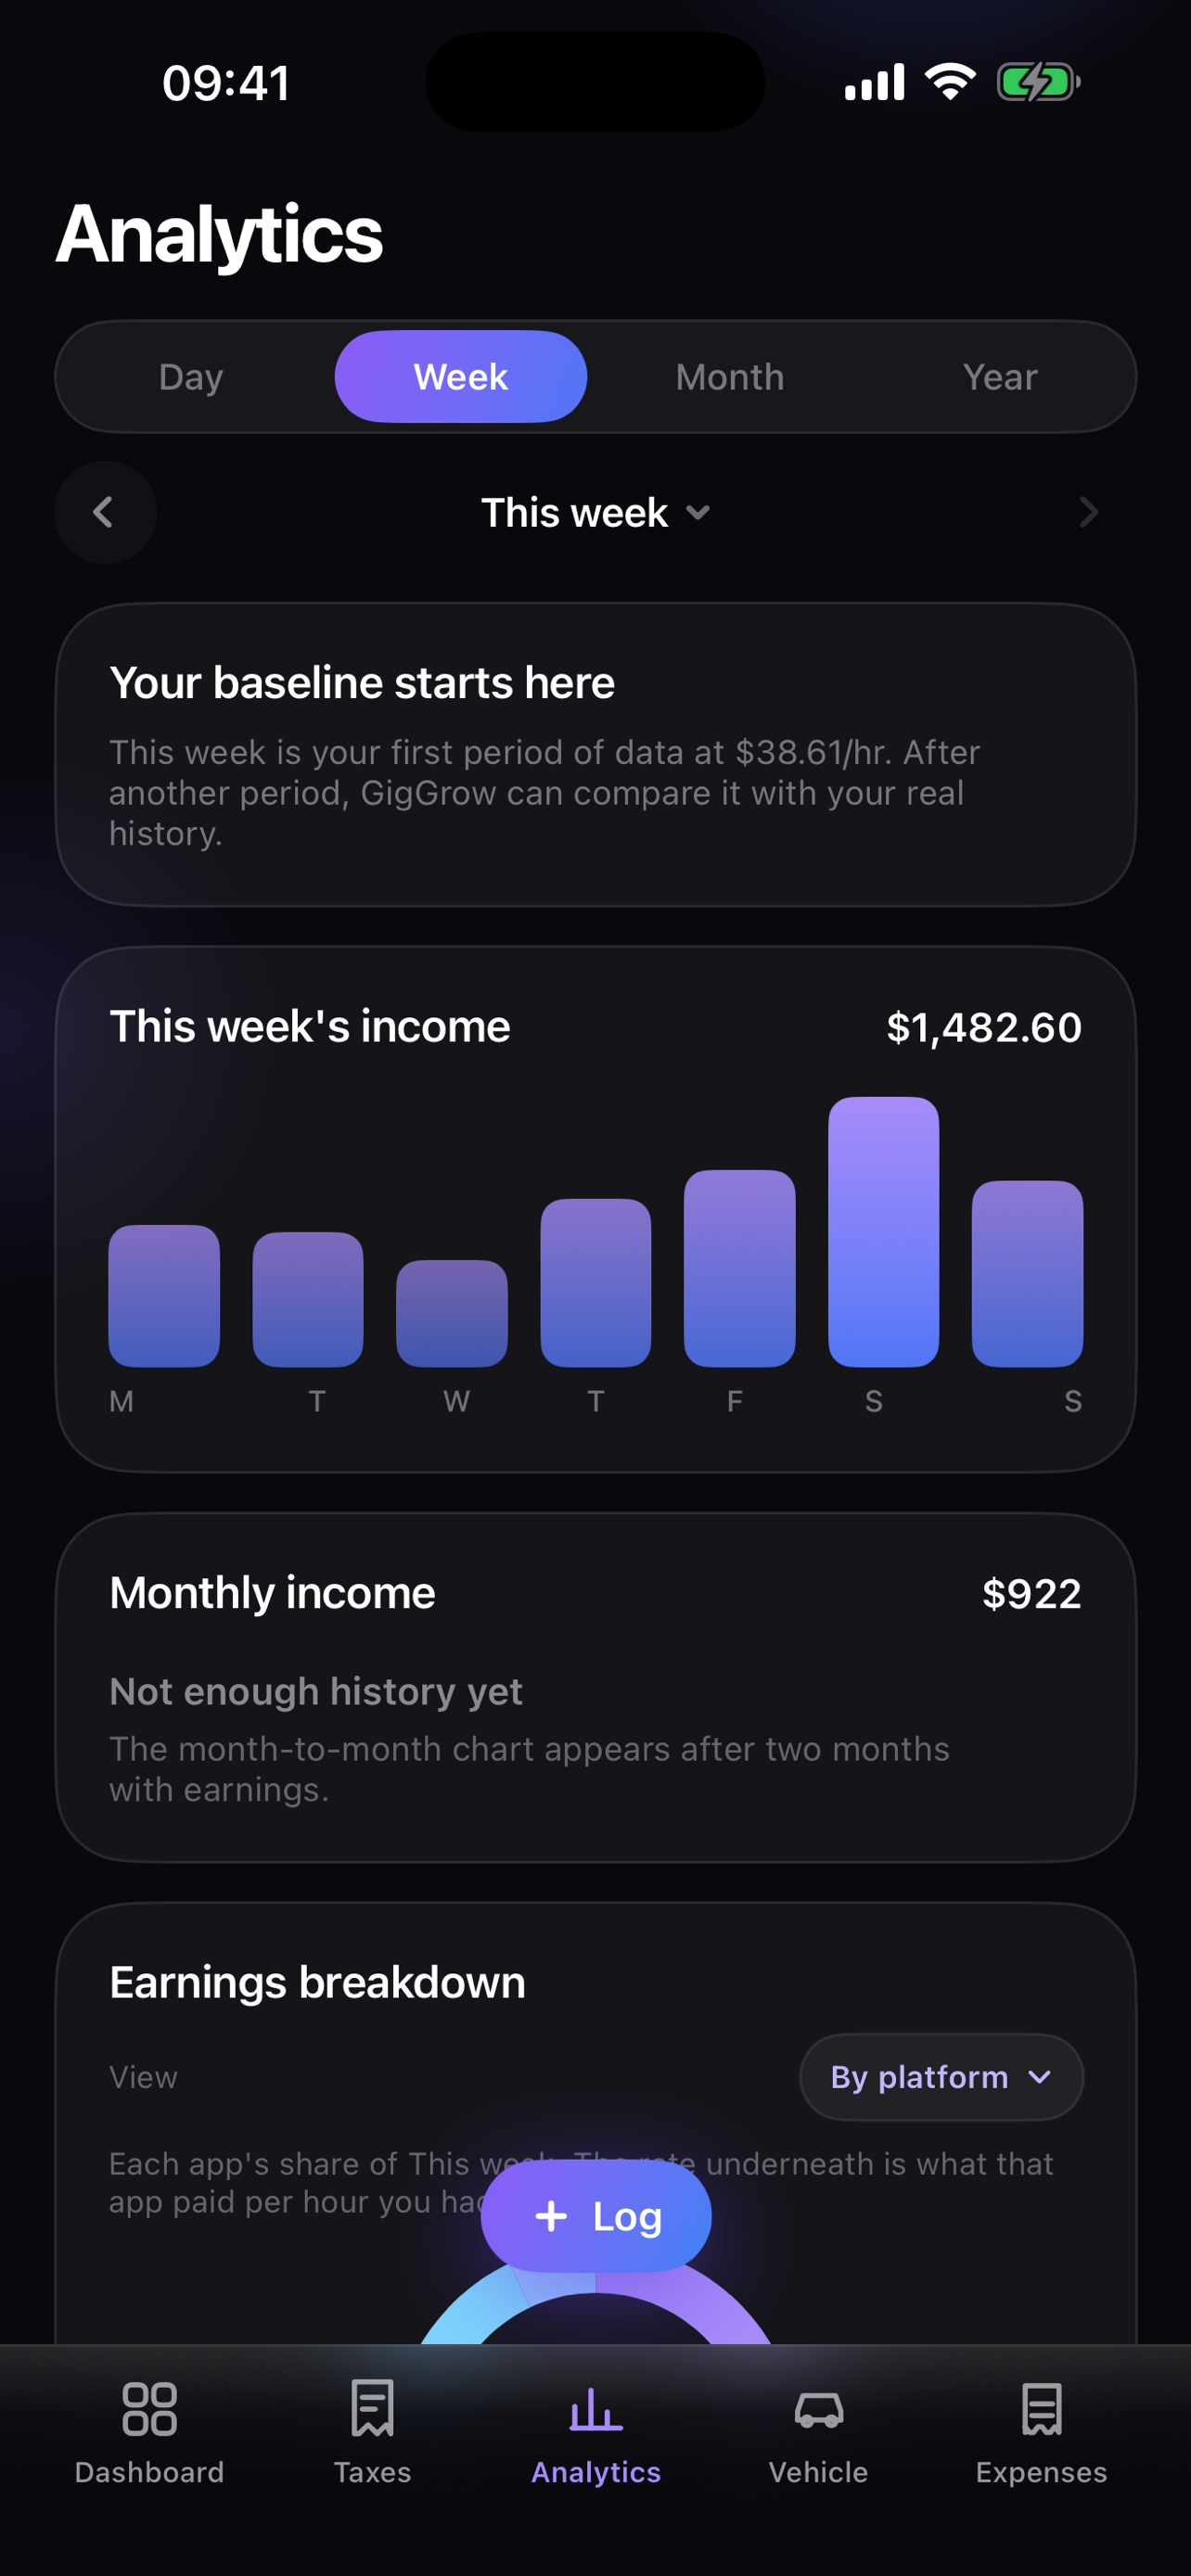 09:41
Analytics
Day Week Month Year
This week
Your baseline starts here
This week is your first period of data at $38.61/hr. After
another period, GigGrow can compare it with your real
history.
This week's income $1,482.60
M T W T F S S
Monthly income $922
Not enough history yet
The month-to-month chart appears after two months
with earnings.
Earnings breakdown
View By platform
Each app's share of This underneath is what that
app paid per hour you
+ Log
Dashboard Taxes Analytics Vehicle Expenses